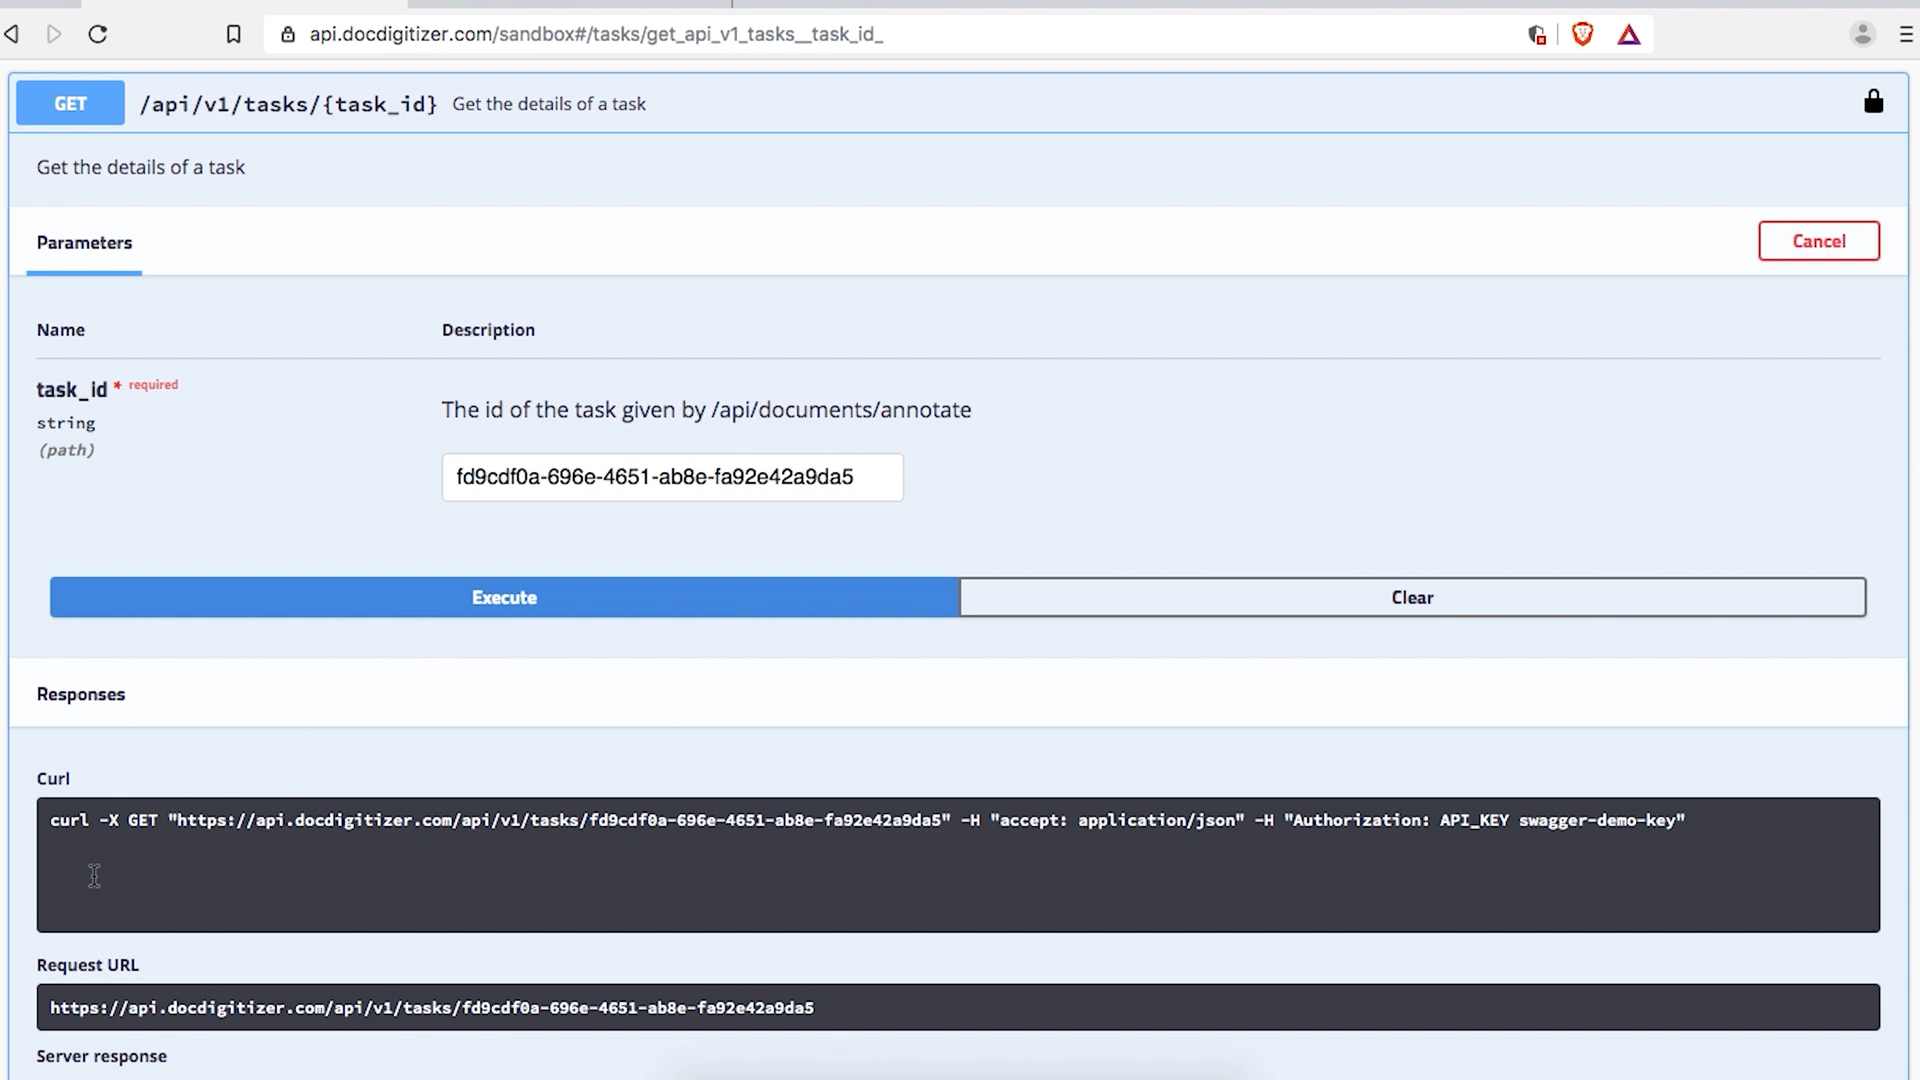 api.docdigitizer.com/sandbox#/tasks/get_api_v1_tasks__task_id_
GET /api/v1/tasks/{task_id} Get the details of a task
Get the details of a task
Parameters
Cancel
Name Description
task_id * required
string
(path)
The id of the task given by /api/documents/annotate
fd9cdf0a-696e-4651-ab8e-fa92e42a9da5
Execute Clear
Responses
Curl
curl -X GET "https://api.docdigitizer.com/api/v1/tasks/fd9cdf0a-696e-4651-ab8e-fa92e42a9da5" -H "accept: application/json" -H "Authorization: API_KEY swagger-demo-key"
Request URL
https://api.docdigitizer.com/api/v1/tasks/fd9cdf0a-696e-4651-ab8e-fa92e42a9da5
Server response